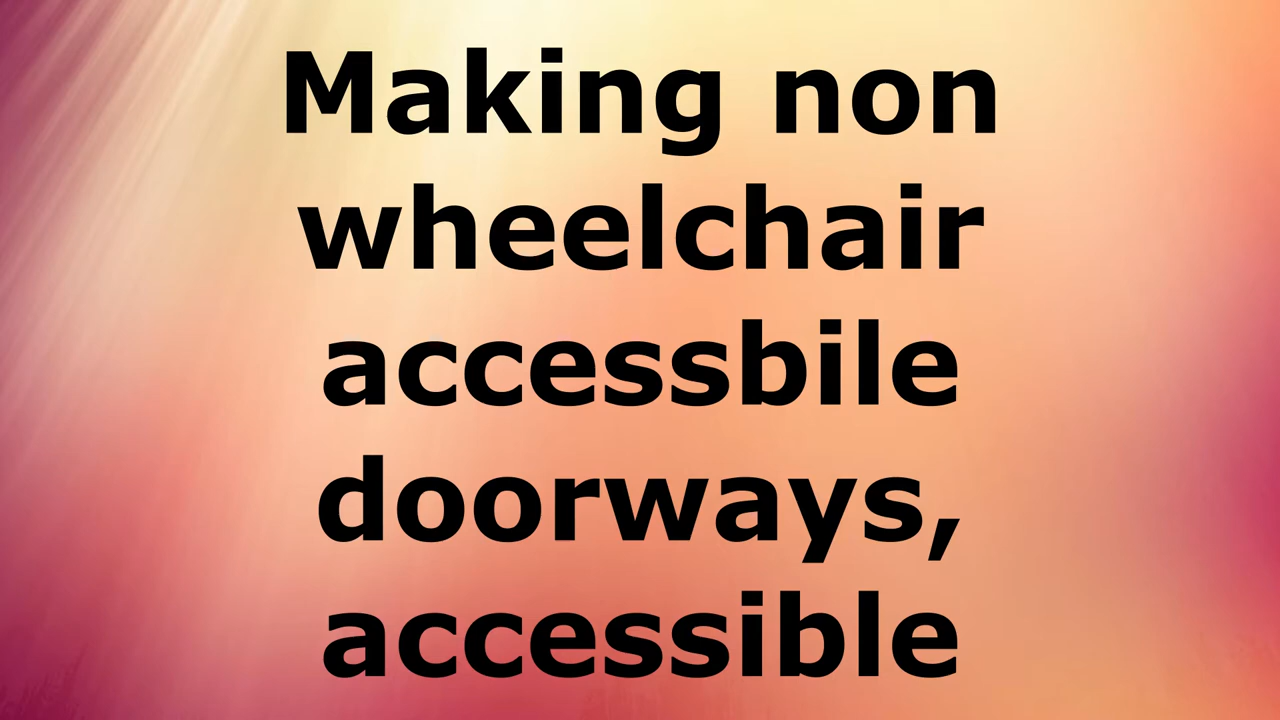 Making non
wheelchair
accessbile
doorways,
accessible